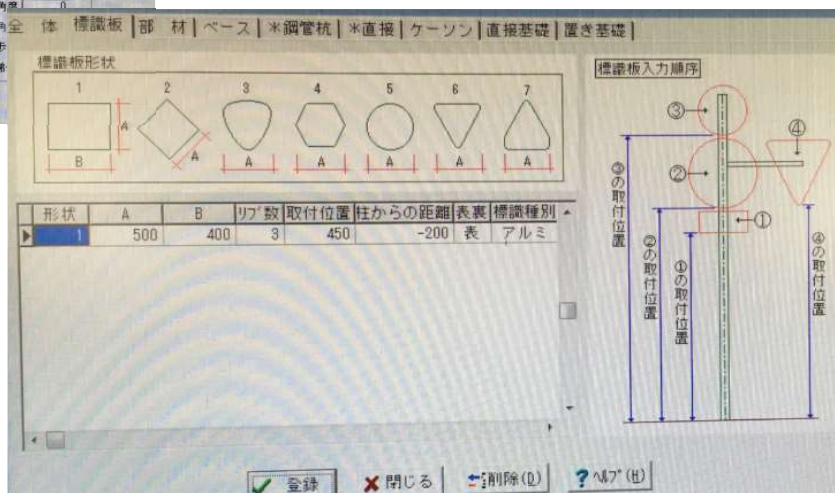 角度 0
全 体 標識板 部 材 ベース *鋼管杭 *直接 ケーソン 直接基礎 置き基礎
標識板形状
1 2 3 4 5 6 7
A
B A A A A A A
形状 A B リブ数 取付位置 柱からの距離 表裏 標識種別
1 500 400 3 450 -200 表 アルミ
標識板入力順序
③
④
②
①
③の取付位置
②の取付位置
①の取付位置
④の取付位置
登録 閉じる 削除(D) ヘルプ(H)